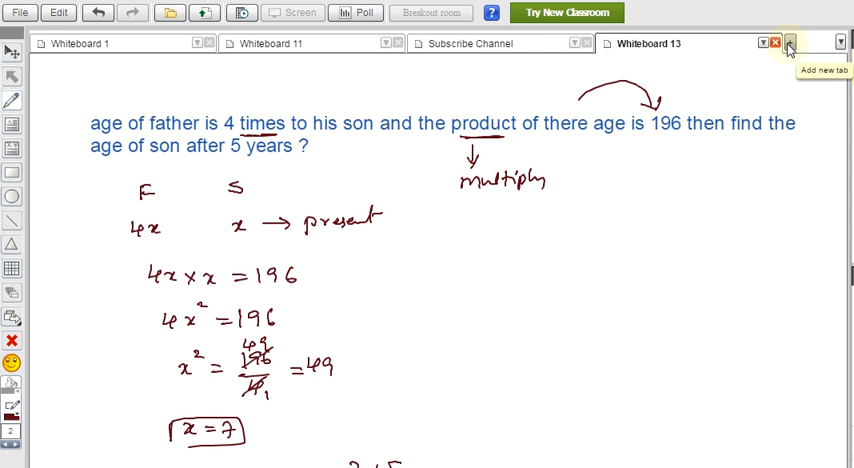 File Edit Screen Poll Breakout room ? Try New Classroom
Whiteboard 1 Whiteboard 11 Subscribe Channel Whiteboard 13
Add new tab
age of father is 4 times to his son and the product of there age is 196 then find the
age of son after 5 years ?
multiply
F S
4x x → present
4x × x = 196
4x² = 196
49
x² = 196/4 = 49
1
x = 7
2